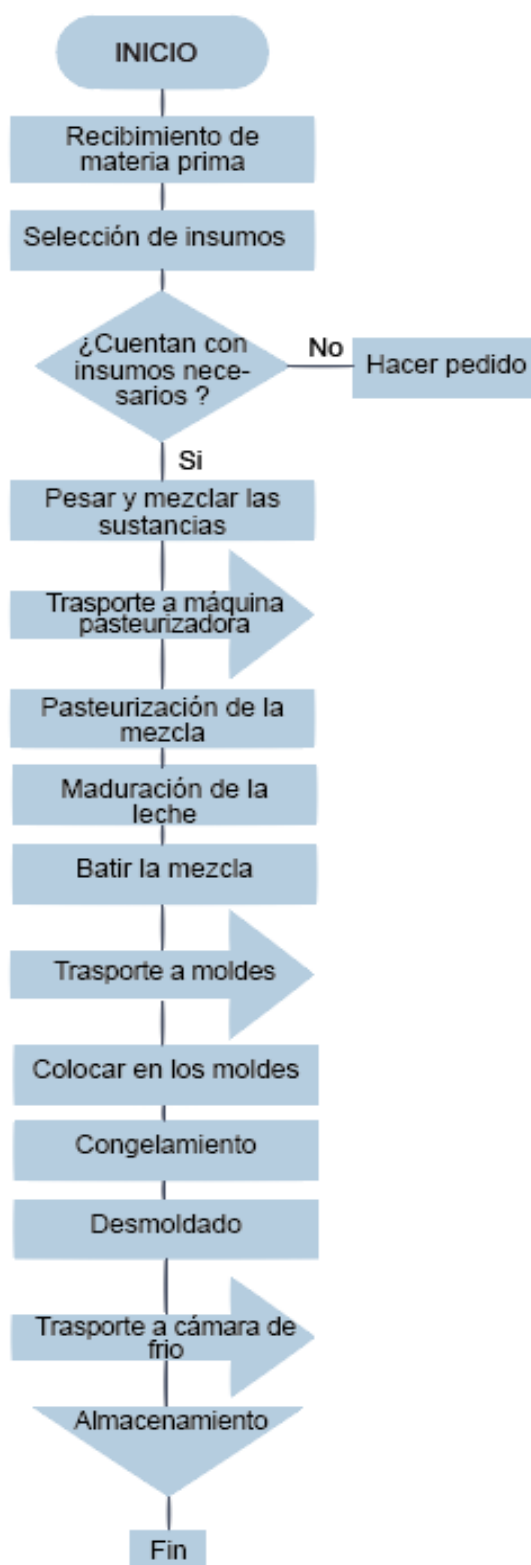 INICIO
Recibimiento de
materia prima
Selección de insumos
¿Cuentan con
insumos nece-
sarios ?
No
Hacer pedido
Si
Pesar y mezclar las
sustancias
Trasporte a máquina
pasteurizadora
Pasteurización de la
mezcla
Maduración de la
leche
Batir la mezcla
Trasporte a moldes
Colocar en los moldes
Congelamiento
Desmoldado
Trasporte a cámara de
frio
Almacenamiento
Fin